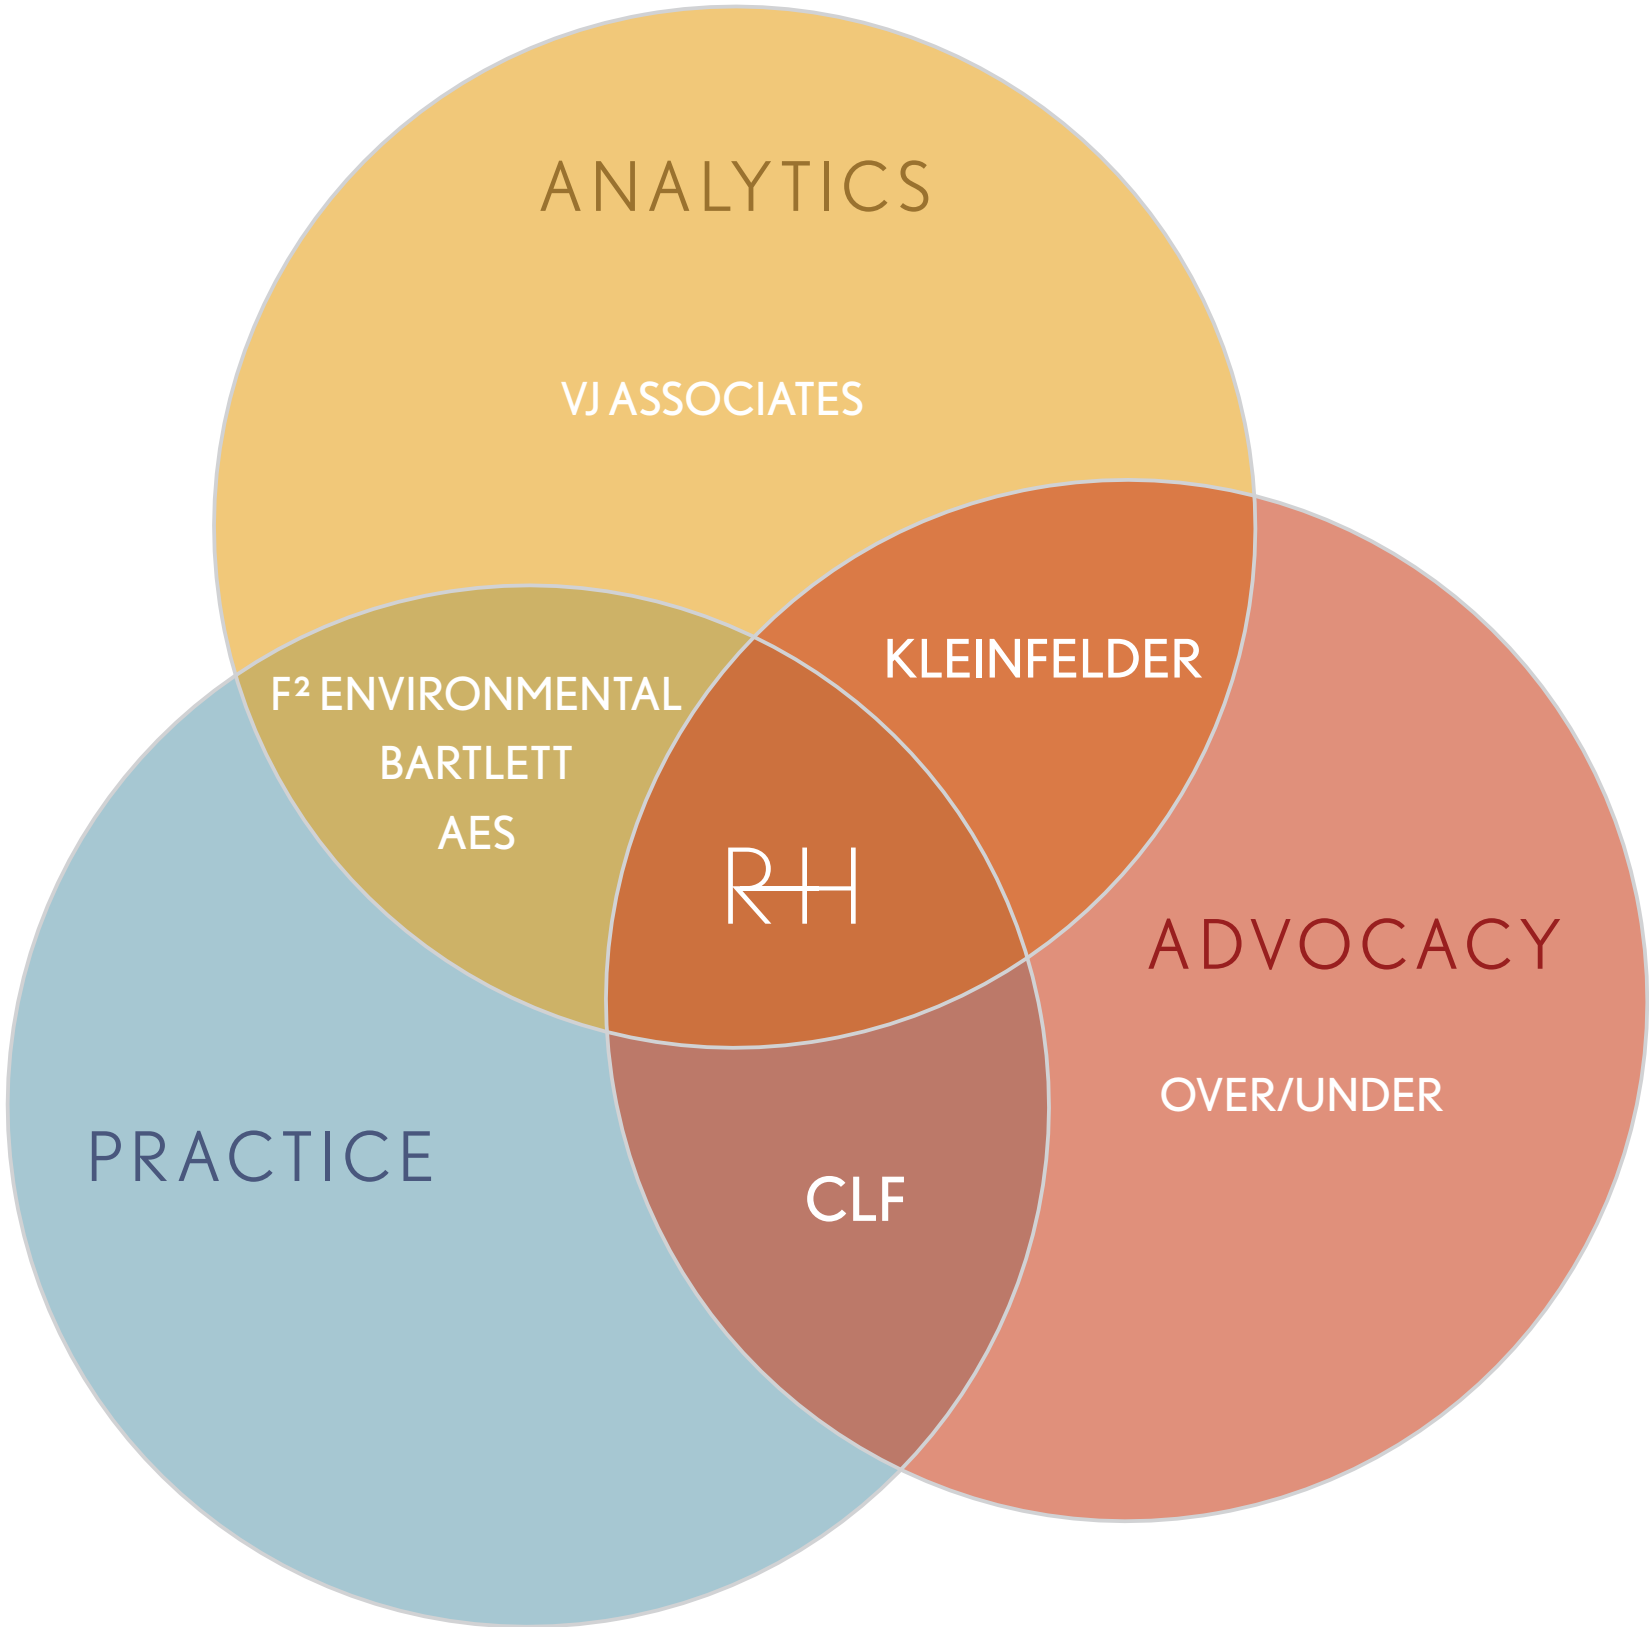 ANALYTICS
VJ ASSOCIATES
KLEINFELDER
F² ENVIRONMENTAL
BARTLETT
AES
RH
ADVOCACY
OVER/UNDER
PRACTICE
CLF